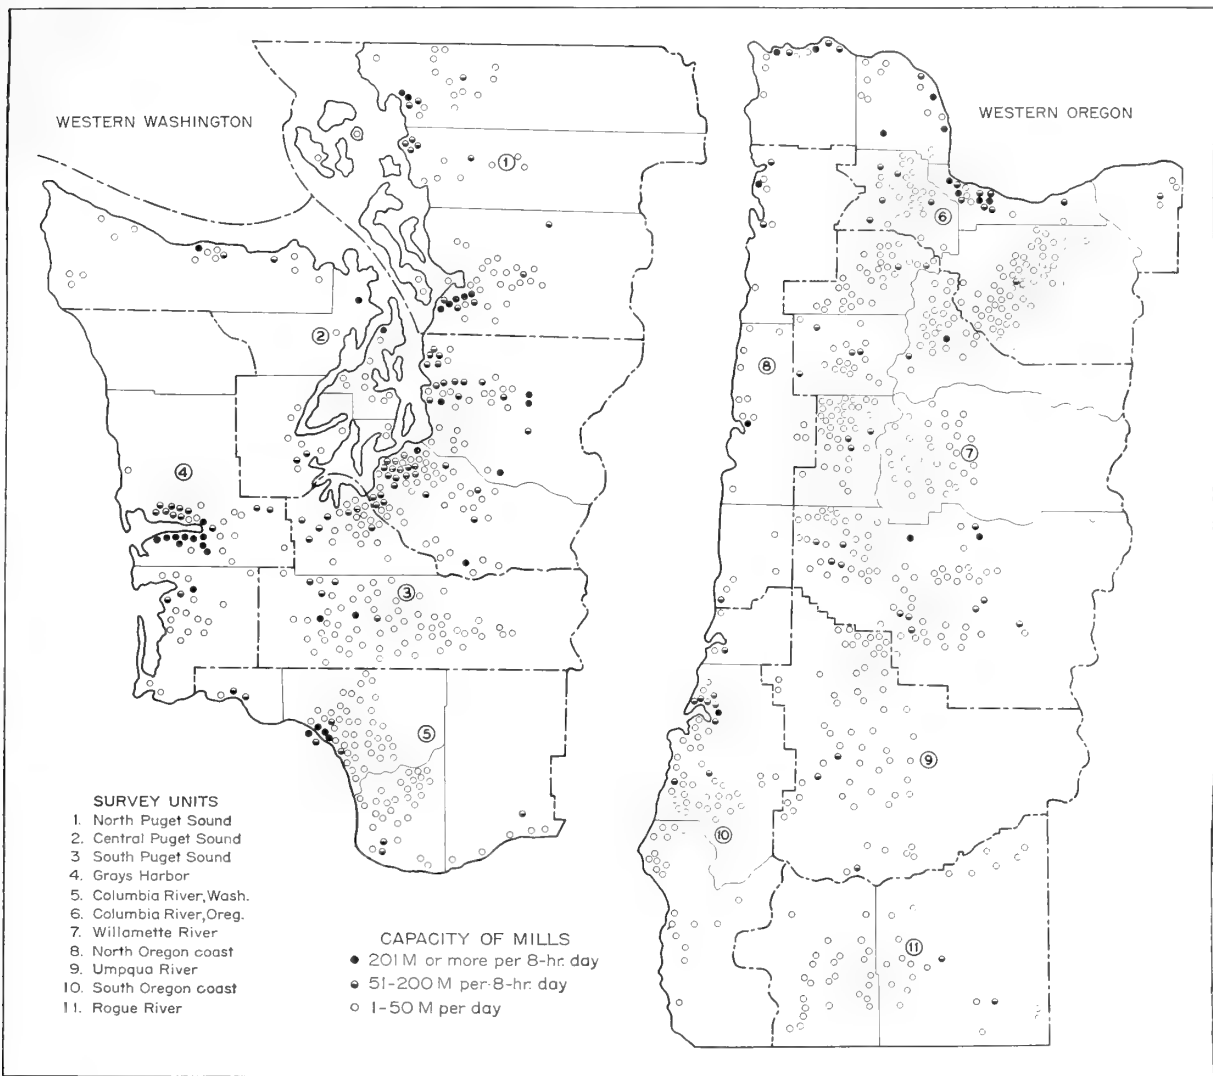 WESTERN WASHINGTON
WESTERN OREGON
1
2
3
4
5
6
7
8
9
10
11
SURVEY UNITS
1. North Puget Sound
2. Central Puget Sound
3. South Puget Sound
4. Grays Harbor
5. Columbia River, Wash.
6. Columbia River, Oreg.
7. Willamette River
8. North Oregon coast
9. Umpqua River
10. South Oregon coast
11. Rogue River
CAPACITY OF MILLS
201 M or more per 8-hr. day
51-200 M per 8-hr. day
1-50 M per day